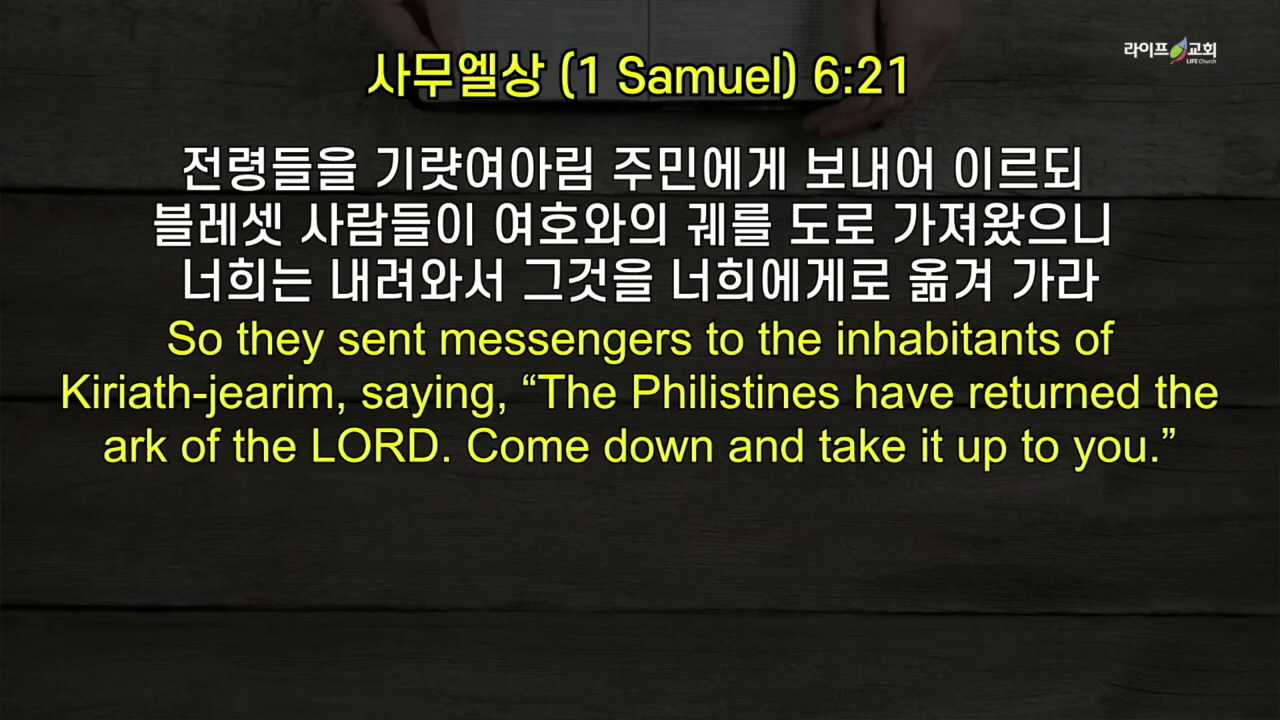 라이프교회
LIFE Church
사무엘상 (1 Samuel) 6:21
전령들을 기럇여아림 주민에게 보내어 이르되
블레셋 사람들이 여호와의 궤를 도로 가져왔으니
너희는 내려와서 그것을 너희에게로 옮겨 가라
So they sent messengers to the inhabitants of
Kiriath-jearim, saying, “The Philistines have returned the
ark of the LORD. Come down and take it up to you.”